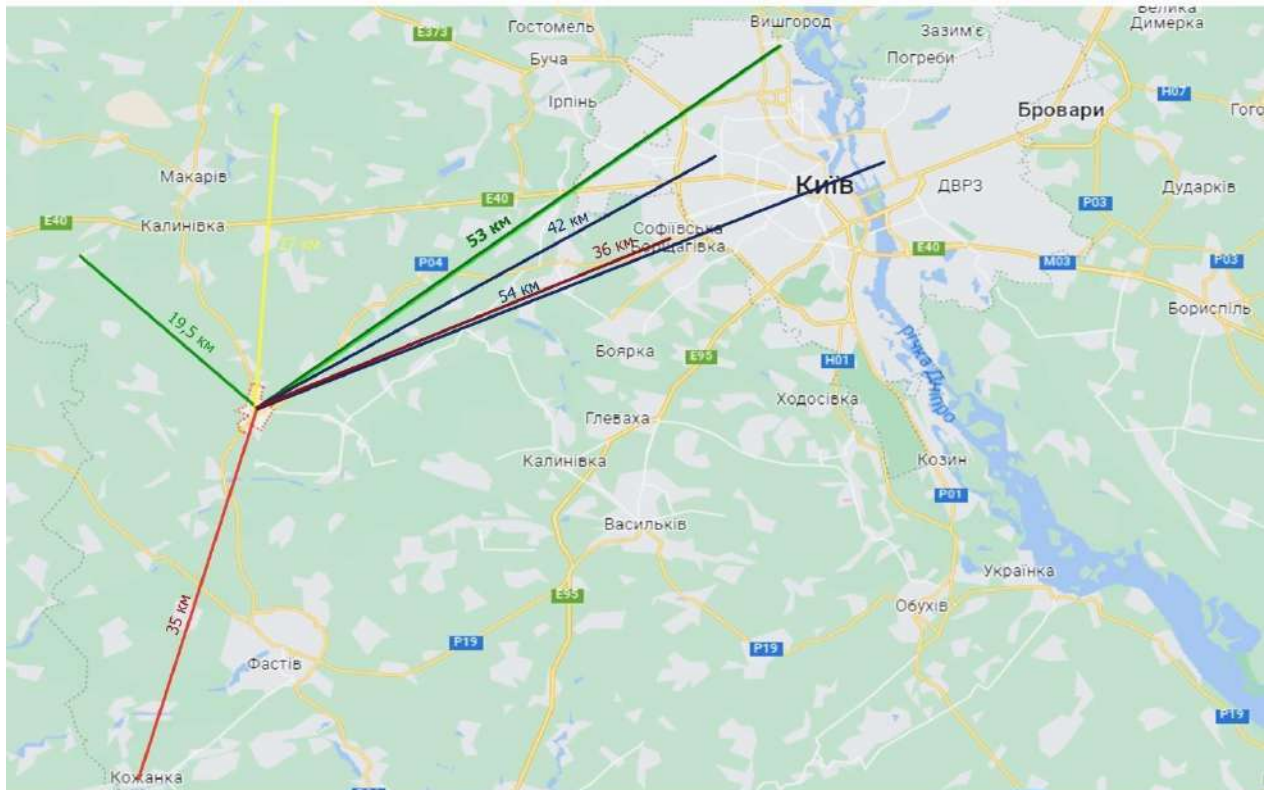 Велика
Димерка
Вишгород
Зазим'є
E373
Гостомель
Погреби
Буча
H07
Ірпінь
Бровари
Гого
Макарів
Київ
ДВРЗ
Дударків
E40
P03
E40
Калинівка
53 км
42 км
Софіївська
Борщагівка
36 км
E40
M03
P03
P04
54 км
Бориспіль
19,5 км
Боярка
E95
H01
річка Дніпро
Ходосівка
Глеваха
Калинівка
Козин
P01
Васильків
Українка
E95
Обухів
35 км
P19
P19
Фастів
P19
Кожанка